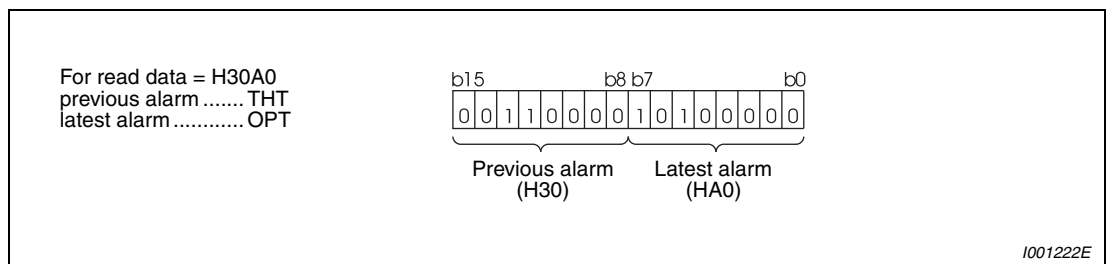 For read data = H30A0
previous alarm ....... THT
latest alarm ............ OPT
b15 b8 b7 b0
0 0 1 1 0 0 0 0 1 0 1 0 0 0 0 0
Previous alarm Latest alarm
(H30) (HA0)
I001222E